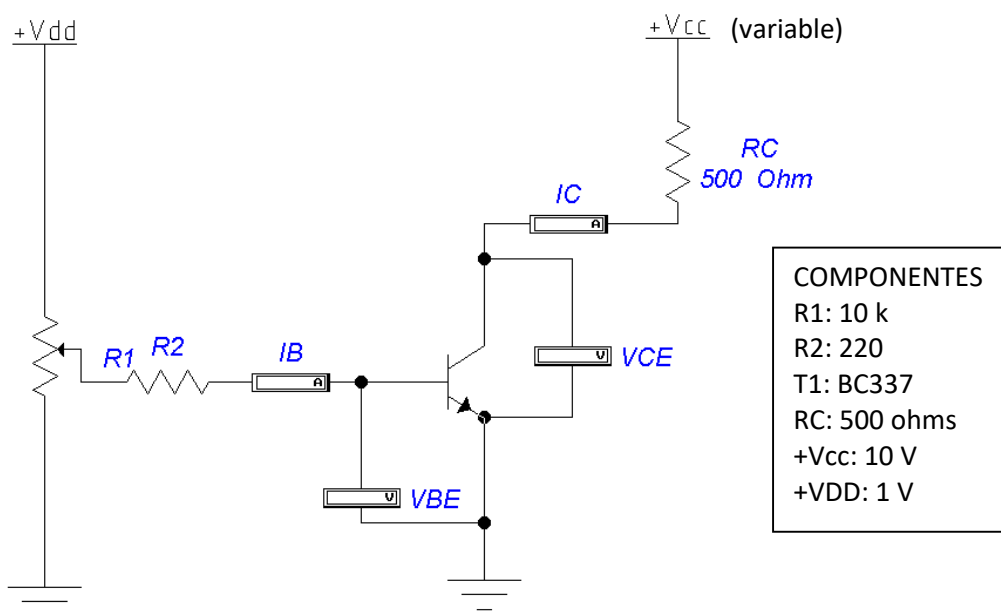 +Vdd
+Vcc (variable)
RC
500 Ohm
IC
A
R1
R2
IB
A
V
VCE
V
VBE
COMPONENTES
R1: 10 k
R2: 220
T1: BC337
RC: 500 ohms
+Vcc: 10 V
+VDD: 1 V